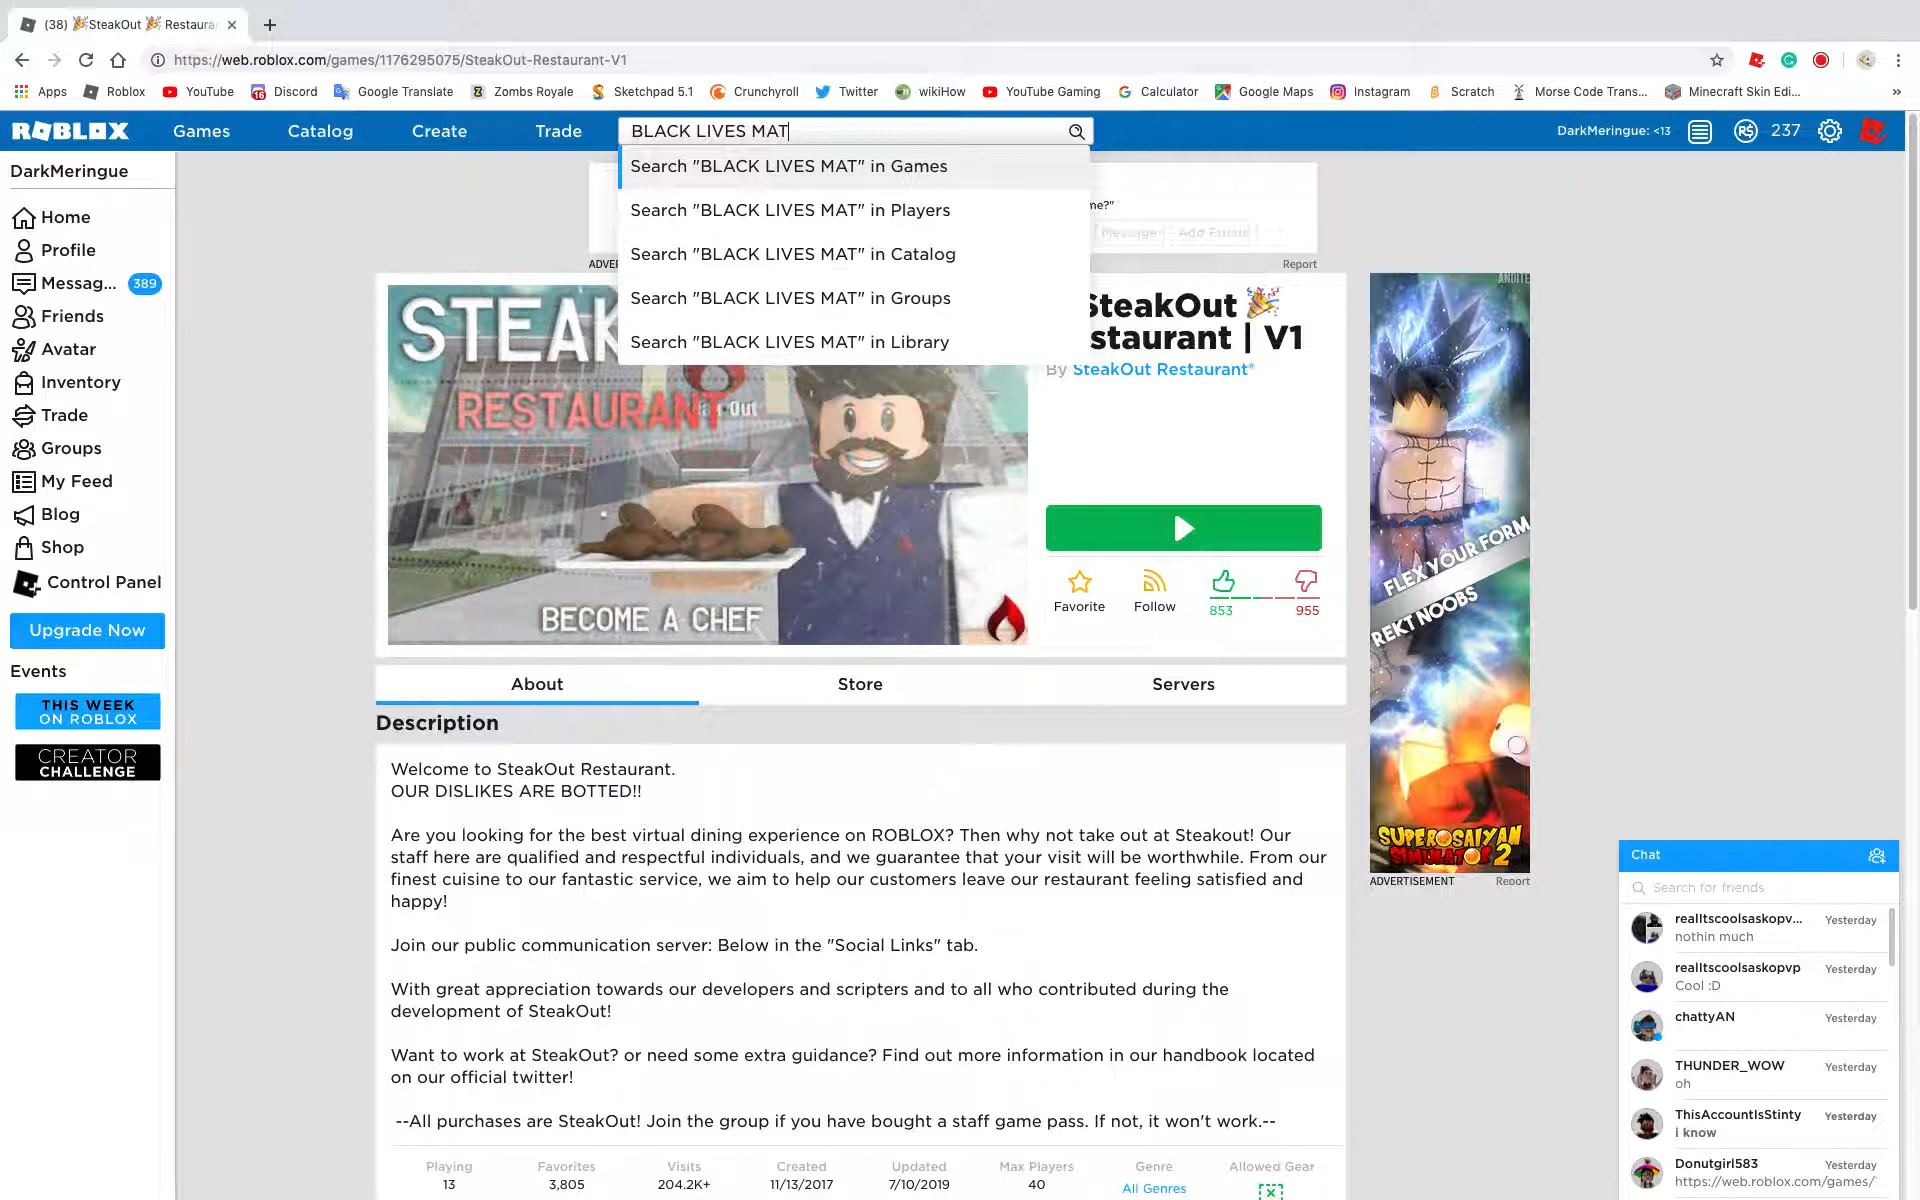 (38) 🎉SteakOut 🎉 Restaura
https://web.roblox.com/games/1176295075/SteakOut-Restaurant-V1
Apps Roblox YouTube Discord Google Translate Zombs Royale Sketchpad 5.1 Crunchyroll Twitter wikiHow YouTube Gaming Calculator Google Maps Instagram Scratch Morse Code Trans... Minecraft Skin Edi... »
ROBLOX Games Catalog Create Trade BLACK LIVES MAT DarkMeringue: <13 R$ 237
DarkMeringue
Home
Profile
Messag... 389
Friends
Avatar
Inventory
Trade
Groups
My Feed
Blog
Shop
Control Panel
Upgrade Now
Events
THIS WEEK
ON ROBLOX
CREATOR
CHALLENGE
Search "BLACK LIVES MAT" in Games
Search "BLACK LIVES MAT" in Players
Search "BLACK LIVES MAT" in Catalog
Search "BLACK LIVES MAT" in Groups
Search "BLACK LIVES MAT" in Library
me?"
Message Add Friend
ADVER
Report
STEAK
RESTAURANT
Out
BECOME A CHEF
SteakOut 🎉
staurant | V1
By SteakOut Restaurant®
Favorite Follow 853 955
About Store Servers
Description
Welcome to SteakOut Restaurant.
OUR DISLIKES ARE BOTTED!!
Are you looking for the best virtual dining experience on ROBLOX? Then why not take out at Steakout! Our
staff here are qualified and respectful individuals, and we guarantee that your visit will be worthwhile. From our
finest cuisine to our fantastic service, we aim to help our customers leave our restaurant feeling satisfied and
happy!
Join our public communication server: Below in the "Social Links" tab.
With great appreciation towards our developers and scripters and to all who contributed during the
development of SteakOut!
Want to work at SteakOut? or need some extra guidance? Find out more information in our handbook located
on our official twitter!
--All purchases are SteakOut! Join the group if you have bought a staff game pass. If not, it won't work.--
Playing Favorites Visits Created Updated Max Players Genre Allowed Gear
13 3,805 204.2K+ 11/13/2017 7/10/2019 40 All Genres
FLEX YOUR FORM
REKT NOOBS
SUPER SAIYAN
SIMULATOR 2
ADVERTISEMENT Report
Chat
Search for friends
realItscoolsaskopv... Yesterday
nothin much
realItscoolsaskopvp Yesterday
Cool :D
chattyAN Yesterday
THUNDER_WOW Yesterday
oh
ThisAccountIsStinty Yesterday
i know
Donutgirl583 Yesterday
https://web.roblox.com/games/